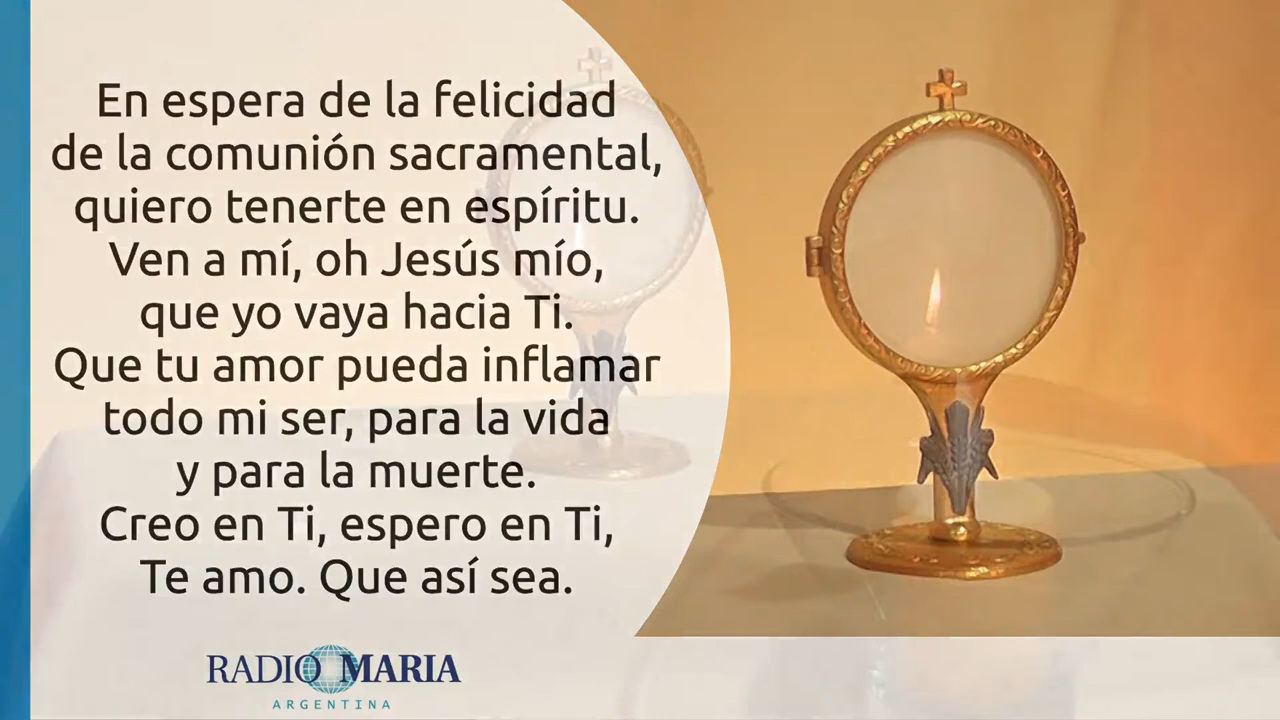 En espera de la felicidad
de la comunión sacramental,
quiero tenerte en espíritu.
Ven a mí, oh Jesús mío,
que yo vaya hacia Ti.
Que tu amor pueda inflamar
todo mi ser, para la vida
y para la muerte.
Creo en Ti, espero en Ti,
Te amo. Que así sea.
RADIO MARIA
ARGENTINA